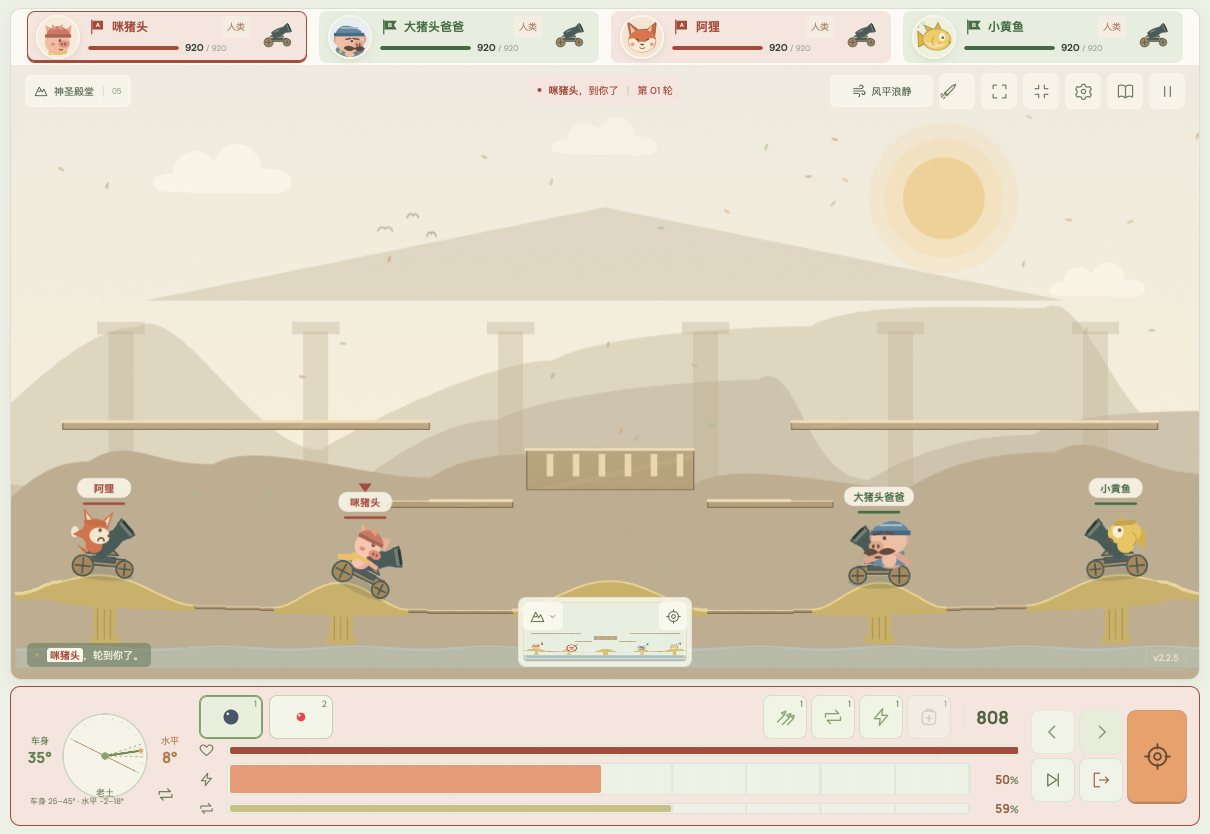 A 咪猪头 人类 920 / 920
B 大猪头爸爸 人类 920 / 920
A 阿狸 人类 920 / 920
B 小黄鱼 人类 920 / 920
神圣殿堂 05
咪猪头，到你了 第 01 轮
风平浪静
阿狸
咪猪头
大猪头爸爸
小黄鱼
咪猪头，轮到你了。
v2.2.5
车身
35°
水平
8°
老土
车身 25–45° · 水平 -2–18°
1
2
1
1
1
1
808
50%
59%